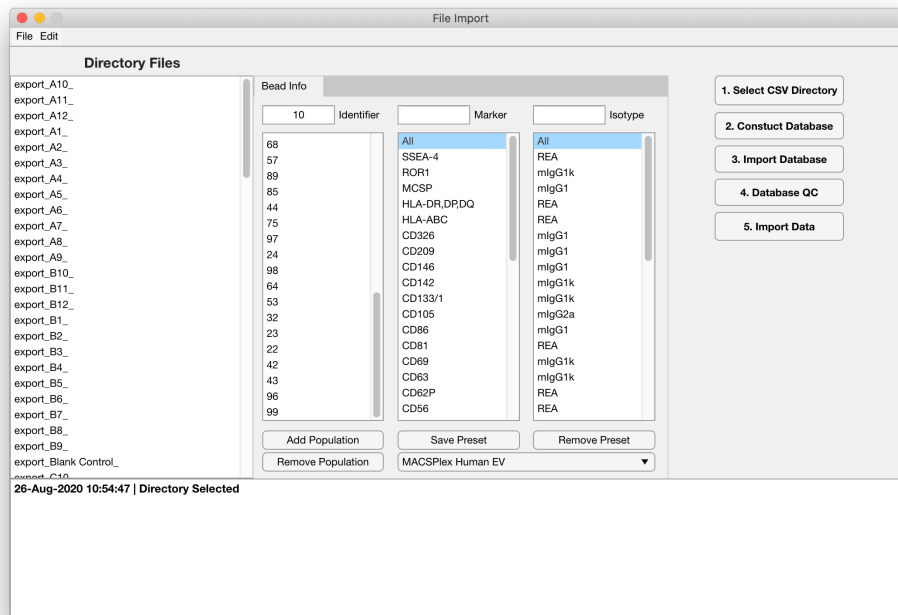 File Import
File Edit
Directory Files
export_A10_
export_A11_
export_A12_
export_A1_
export_A2_
export_A3_
export_A4_
export_A5_
export_A6_
export_A7_
export_A8_
export_A9_
export_B10_
export_B11_
export_B12_
export_B1_
export_B2_
export_B3_
export_B4_
export_B5_
export_B6_
export_B7_
export_B8_
export_B9_
export_Blank Control_
export_C10_
Bead Info
10 Identifier Marker Isotype
68
57
89
85
44
75
97
24
98
64
53
32
23
22
42
43
96
99
All
SSEA-4
ROR1
MCSP
HLA-DR,DP,DQ
HLA-ABC
CD326
CD209
CD146
CD142
CD133/1
CD105
CD86
CD81
CD69
CD63
CD62P
CD56
All
REA
mIgG1k
mIgG1
REA
REA
mIgG1
mIgG1
mIgG1
mIgG1k
mIgG1k
mIgG2a
mIgG1
REA
mIgG1k
mIgG1k
REA
REA
Add Population Save Preset Remove Preset
Remove Population MACSPlex Human EV
1. Select CSV Directory
2. Constuct Database
3. Import Database
4. Database QC
5. Import Data
26-Aug-2020 10:54:47 | Directory Selected